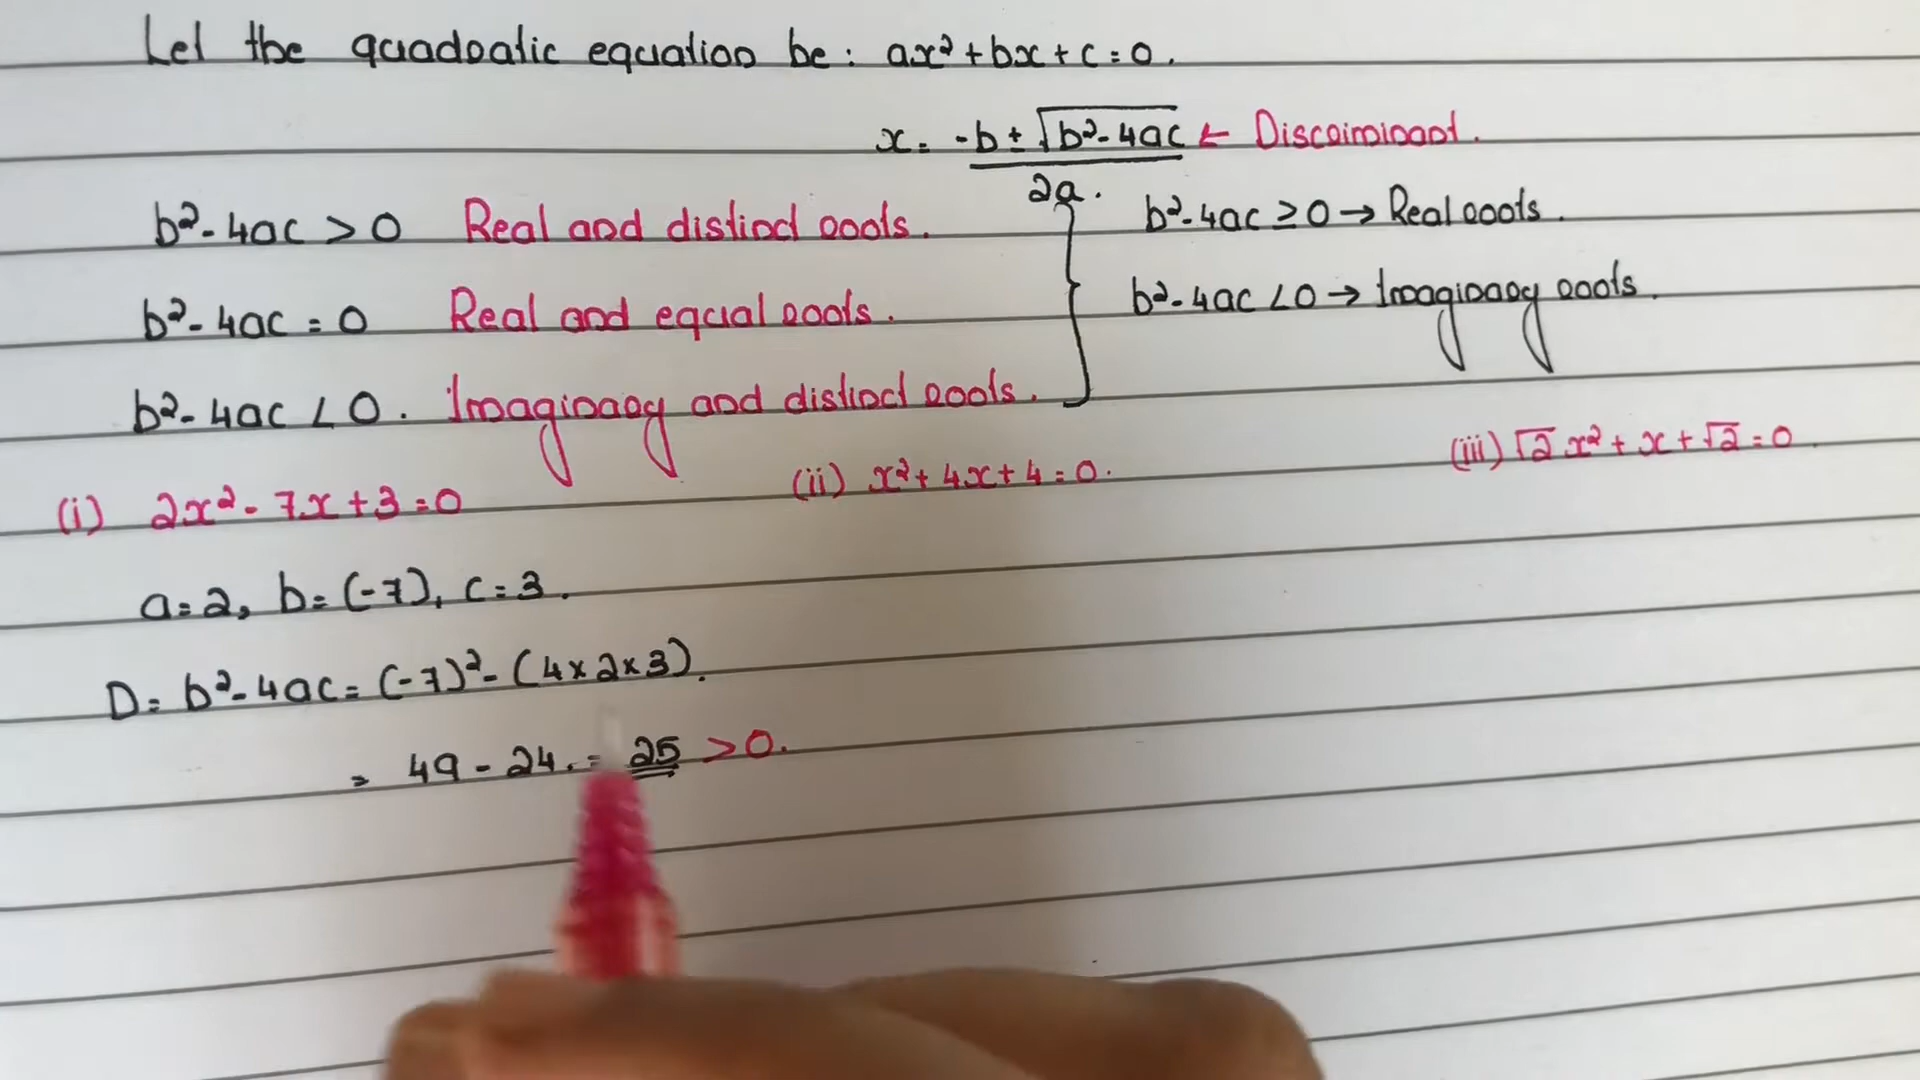 Let the quadratic equation be: ax² + bx + c = 0.
x = -b ± √b² - 4ac ← Discriminant.
2a.
b² - 4ac > 0 Real and distinct roots.
b² - 4ac = 0 Real and equal roots.
b² - 4ac < 0. Imaginary and distinct roots.
b² - 4ac ≥ 0 → Real roots.
b² - 4ac < 0 → Imaginary roots.
(i) 2x² - 7x + 3 = 0
(ii) x² + 4x + 4 = 0.
(iii) √2 x² + x + √2 = 0
a = 2, b = (-7), c = 3.
D = b² - 4ac = (-7)² - (4 × 2 × 3).
= 49 - 24. = 25 > 0.